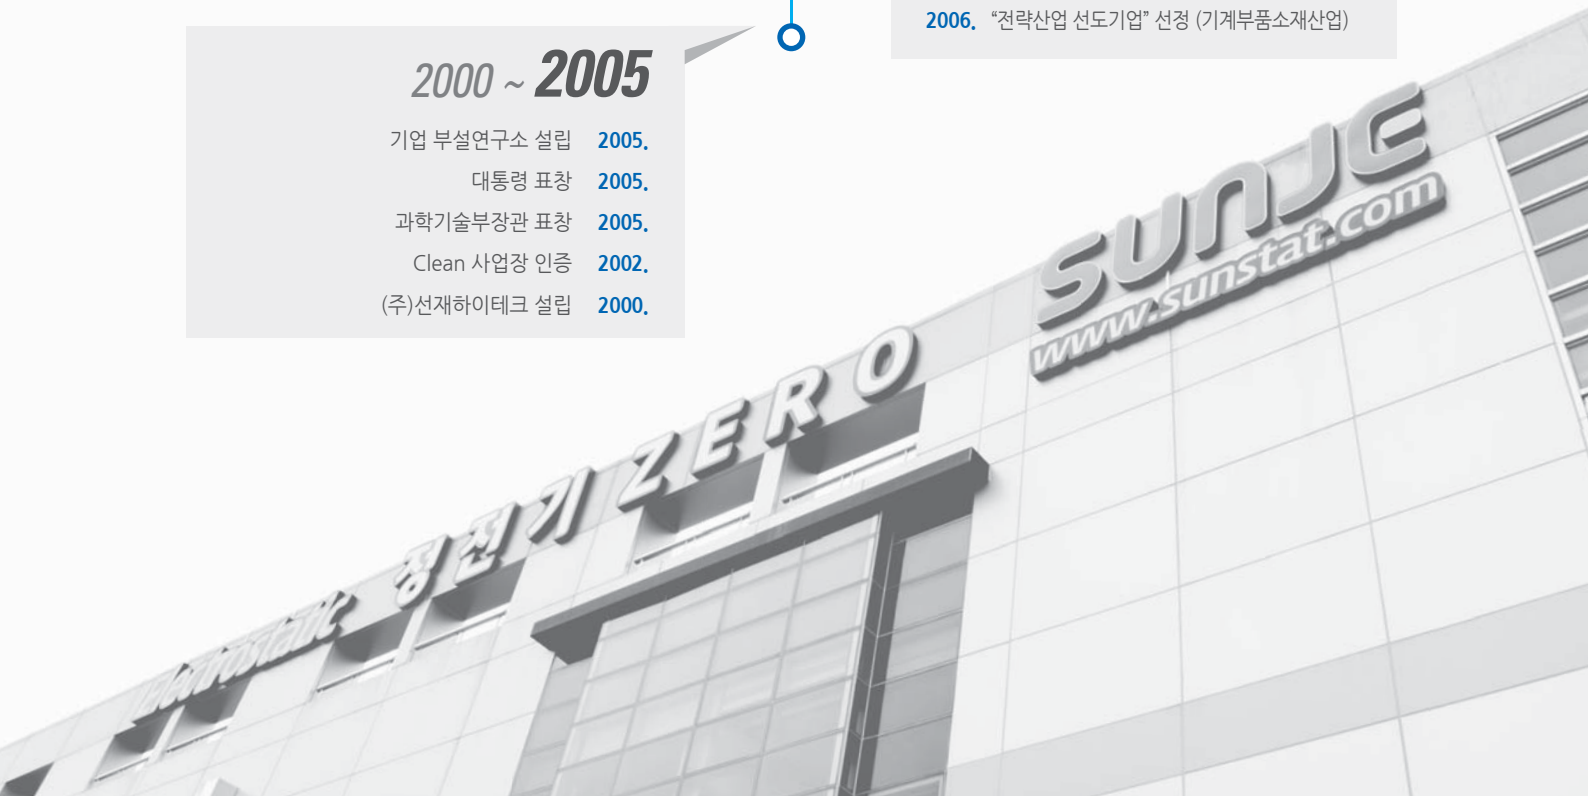 2006. “전략산업 선도기업” 선정 (기계부품소재산업)
2000 ~ 2005
기업 부설연구소 설립 2005.
대통령 표창 2005.
과학기술부장관 표창 2005.
Clean 사업장 인증 2002.
(주)선재하이테크 설립 2000.
SUNJE
www.sunstat.com
Electrostatic 정전기 ZERO